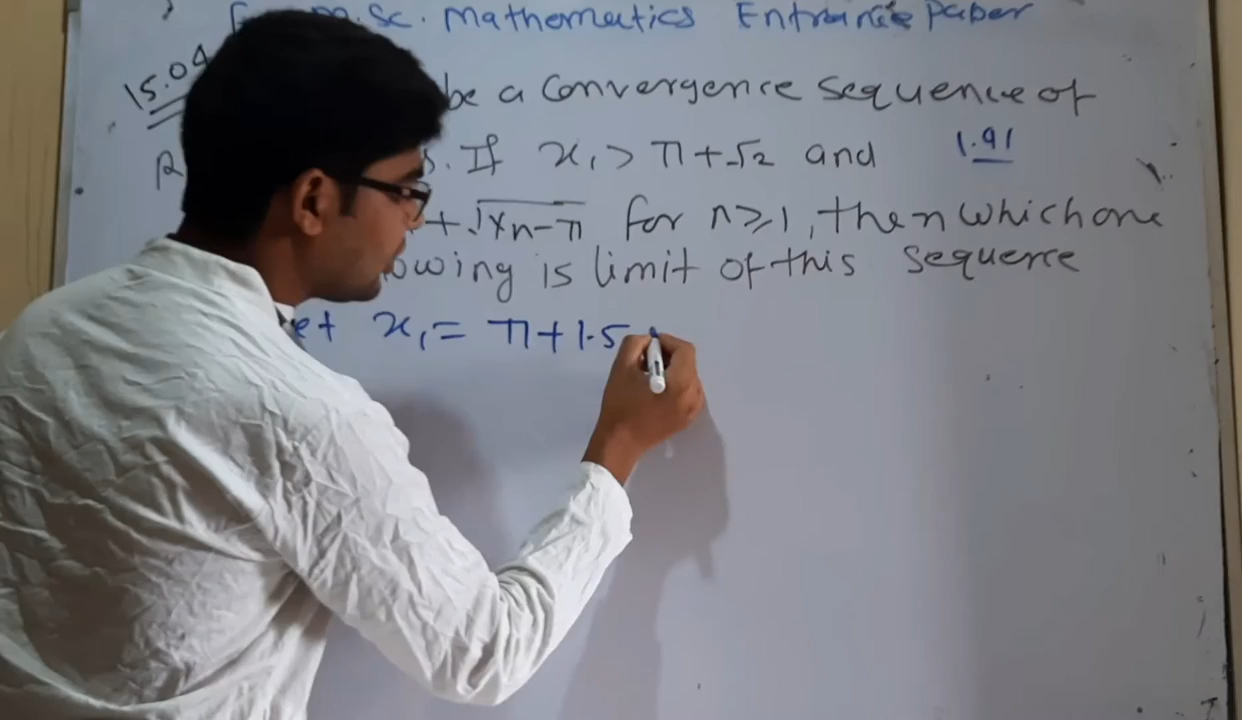 M.Sc. Mathematics Entrance Paper
15.04
be a Convergence Sequence of
R s. If x₁ > π + √2 and 1.91
+ √xn-π for n ≥ 1, then which one
owing is limit of this Sequence
et x₁ = π + 1.5